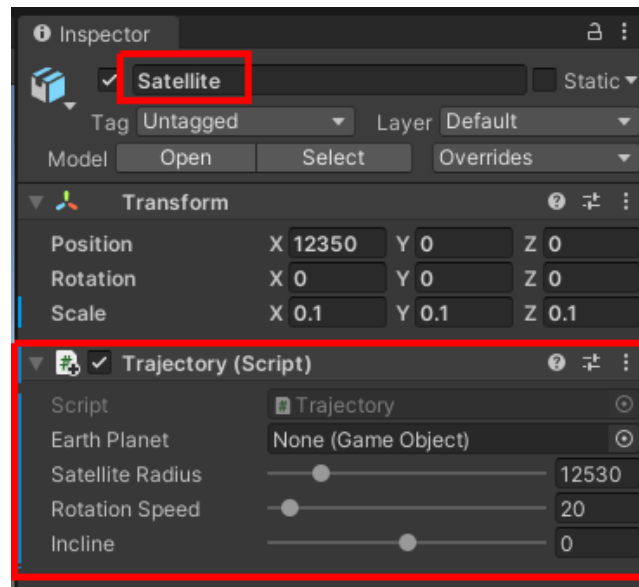 Inspector
Satellite Static
Tag Untagged Layer Default
Model Open Select Overrides
Transform
Position X 12350 Y 0 Z 0
Rotation X 0 Y 0 Z 0
Scale X 0.1 Y 0.1 Z 0.1
# Trajectory (Script)
Script # Trajectory
Earth Planet None (Game Object)
Satellite Radius 12530
Rotation Speed 20
Incline 0